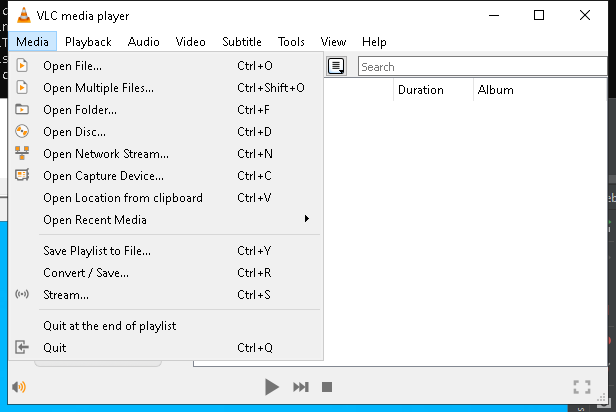 VLC media player
Media Playback Audio Video Subtitle Tools View Help
Open File... Ctrl+O
Open Multiple Files... Ctrl+Shift+O
Open Folder... Ctrl+F
Open Disc... Ctrl+D
Open Network Stream... Ctrl+N
Open Capture Device... Ctrl+C
Open Location from clipboard Ctrl+V
Open Recent Media
Save Playlist to File... Ctrl+Y
Convert / Save... Ctrl+R
Stream... Ctrl+S
Quit at the end of playlist
Quit Ctrl+Q
Search
Duration Album